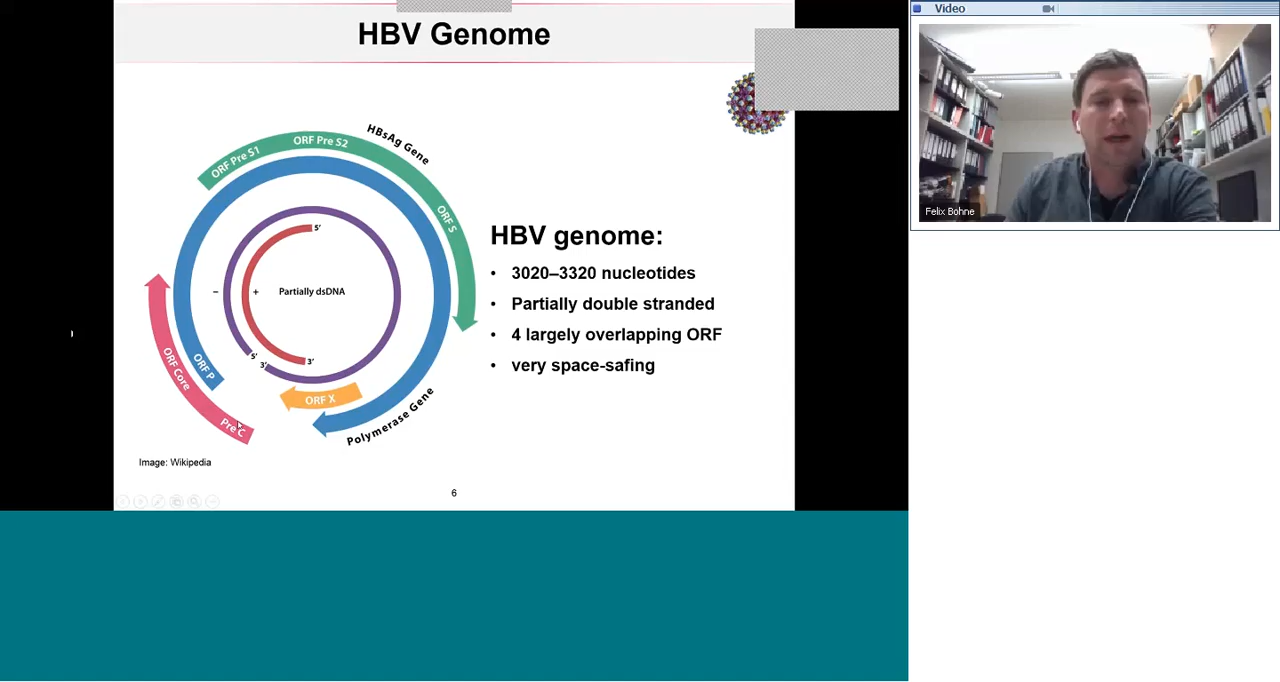 HBV Genome
Video
HBsAg Gene
ORF Pre S1
ORF Pre S2
ORF S
5'
HBV genome:
• 3020–3320 nucleotides
• Partially double stranded
• 4 largely overlapping ORF
• very space-safing
–
+
Partially dsDNA
5'
3'
3'
ORF P
ORF Core
Pre C
ORF X
Polymerase Gene
Image: Wikipedia
6
Felix Bohne